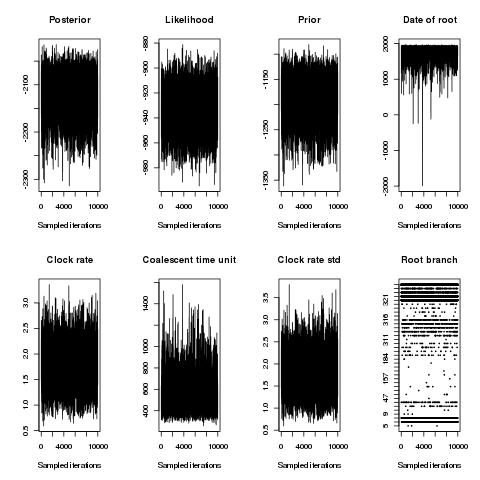 Posterior Likelihood Prior Date of root
-2300 -2200 -2100
-980 -960 -940 -920 -900 -880
-1350 -1250 -1150
-2000 -1000 0 1000 2000
0 4000 10000 0 4000 10000 0 4000 10000 0 4000 10000
Sampled iterations Sampled iterations Sampled iterations Sampled iterations
Clock rate Coalescent time unit Clock rate std Root branch
0.5 1.0 1.5 2.0 2.5 3.0
400 600 800 1000 1400
0.5 1.0 1.5 2.0 2.5 3.0 3.5
5 9 47 157 184 311 316 321
0 4000 10000 0 4000 10000 0 4000 10000 0 4000 10000
Sampled iterations Sampled iterations Sampled iterations Sampled iterations